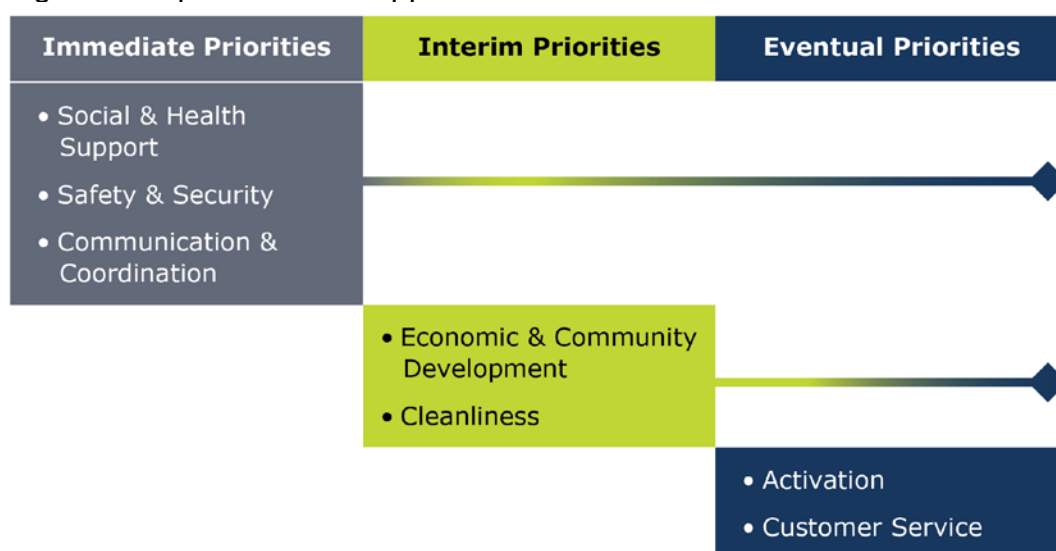 Immediate Priorities
Interim Priorities
Eventual Priorities
• Social & Health
Support
• Safety & Security
• Communication &
Coordination
• Economic & Community
Development
• Cleanliness
• Activation
• Customer Service